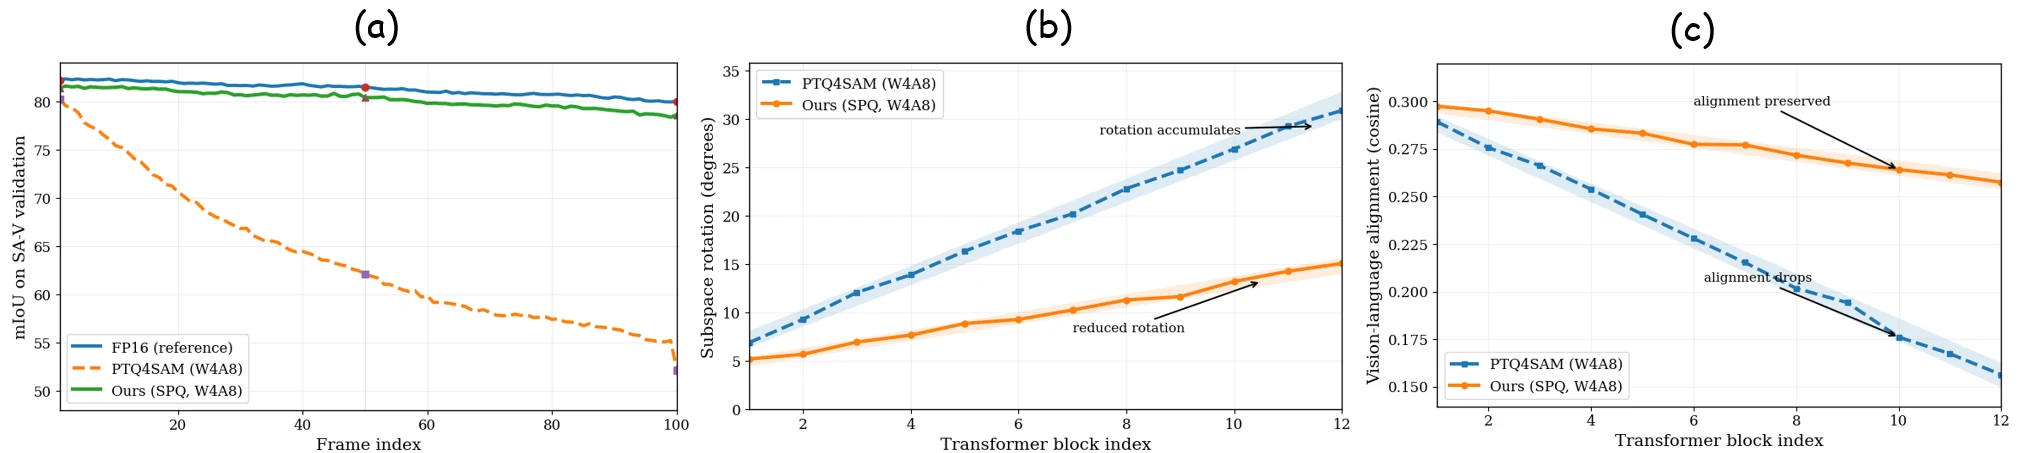 (a)
mIoU on SA-V validation
80
75
70
65
60
55
50
FP16 (reference)
PTQ4SAM (W4A8)
Ours (SPQ, W4A8)
20
40
60
80
100
Frame index
(b)
Subspace rotation (degrees)
35
30
25
20
15
10
5
0
PTQ4SAM (W4A8)
Ours (SPQ, W4A8)
rotation accumulates
reduced rotation
2
4
6
8
10
12
Transformer block index
(c)
Vision-language alignment (cosine)
0.300
0.275
0.250
0.225
0.200
0.175
0.150
alignment preserved
alignment drops
PTQ4SAM (W4A8)
Ours (SPQ, W4A8)
2
4
6
8
10
12
Transformer block index